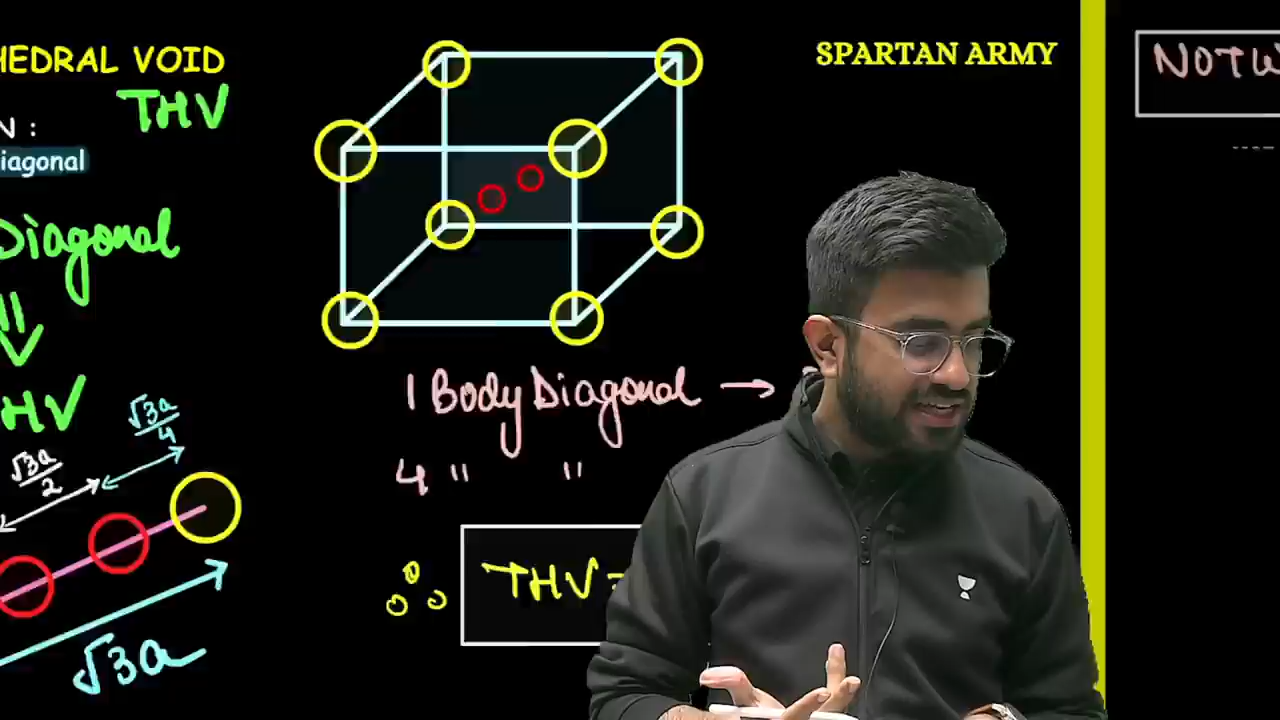 HEDRAL VOID
THV
N :
iagonal
Diagonal
HV
√3a/4
√3a/2
√3a
SPARTAN ARMY
1 Body Diagonal →
4 " "
∴ THV =
NOTW